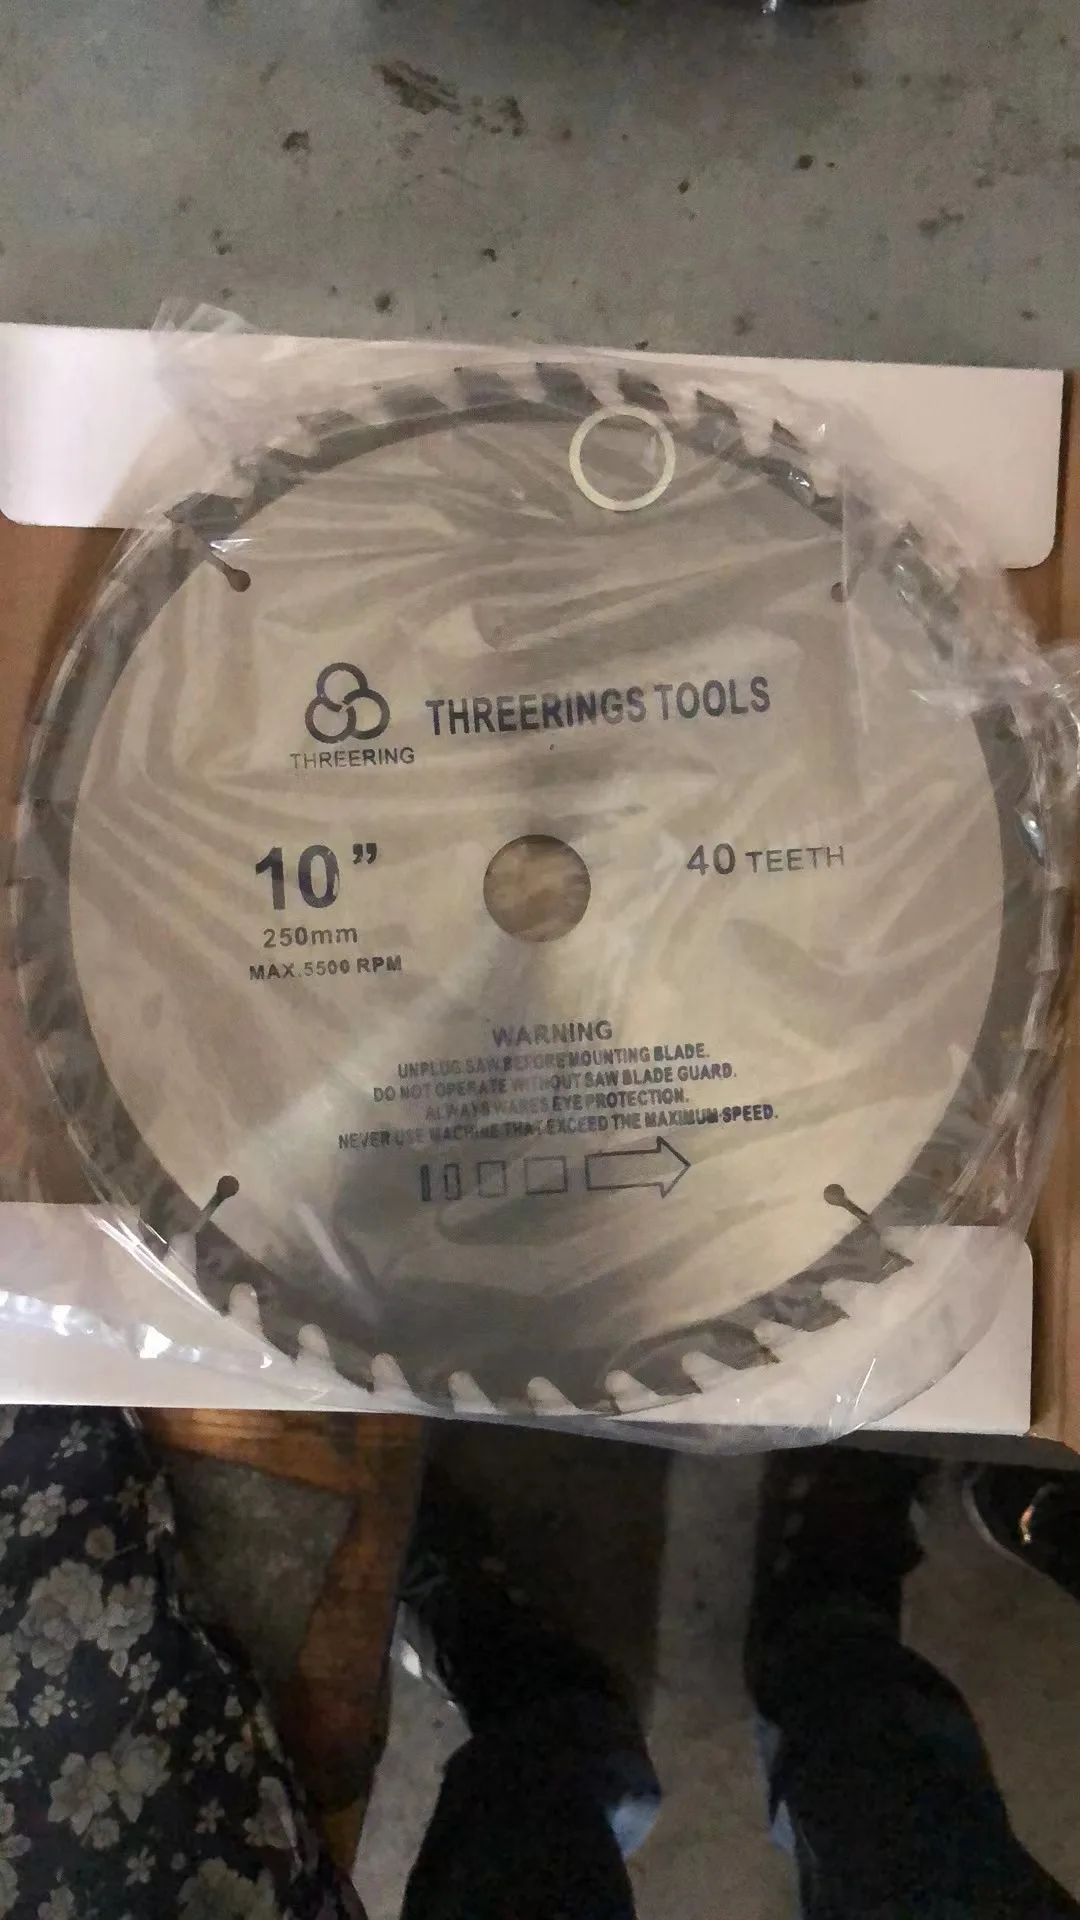 THREERINGS TOOLS
THREERING
10”
40 TEETH
250mm
MAX.5500 RPM
WARNING
UNPLUG SAW BEFORE MOUNTING BLADE.
DO NOT OPERATE WITHOUT SAW BLADE GUARD.
ALWAYS WARES EYE PROTECTION.
NEVER USE MACHINE THAT EXCEED THE MAXIMUM SPEED.